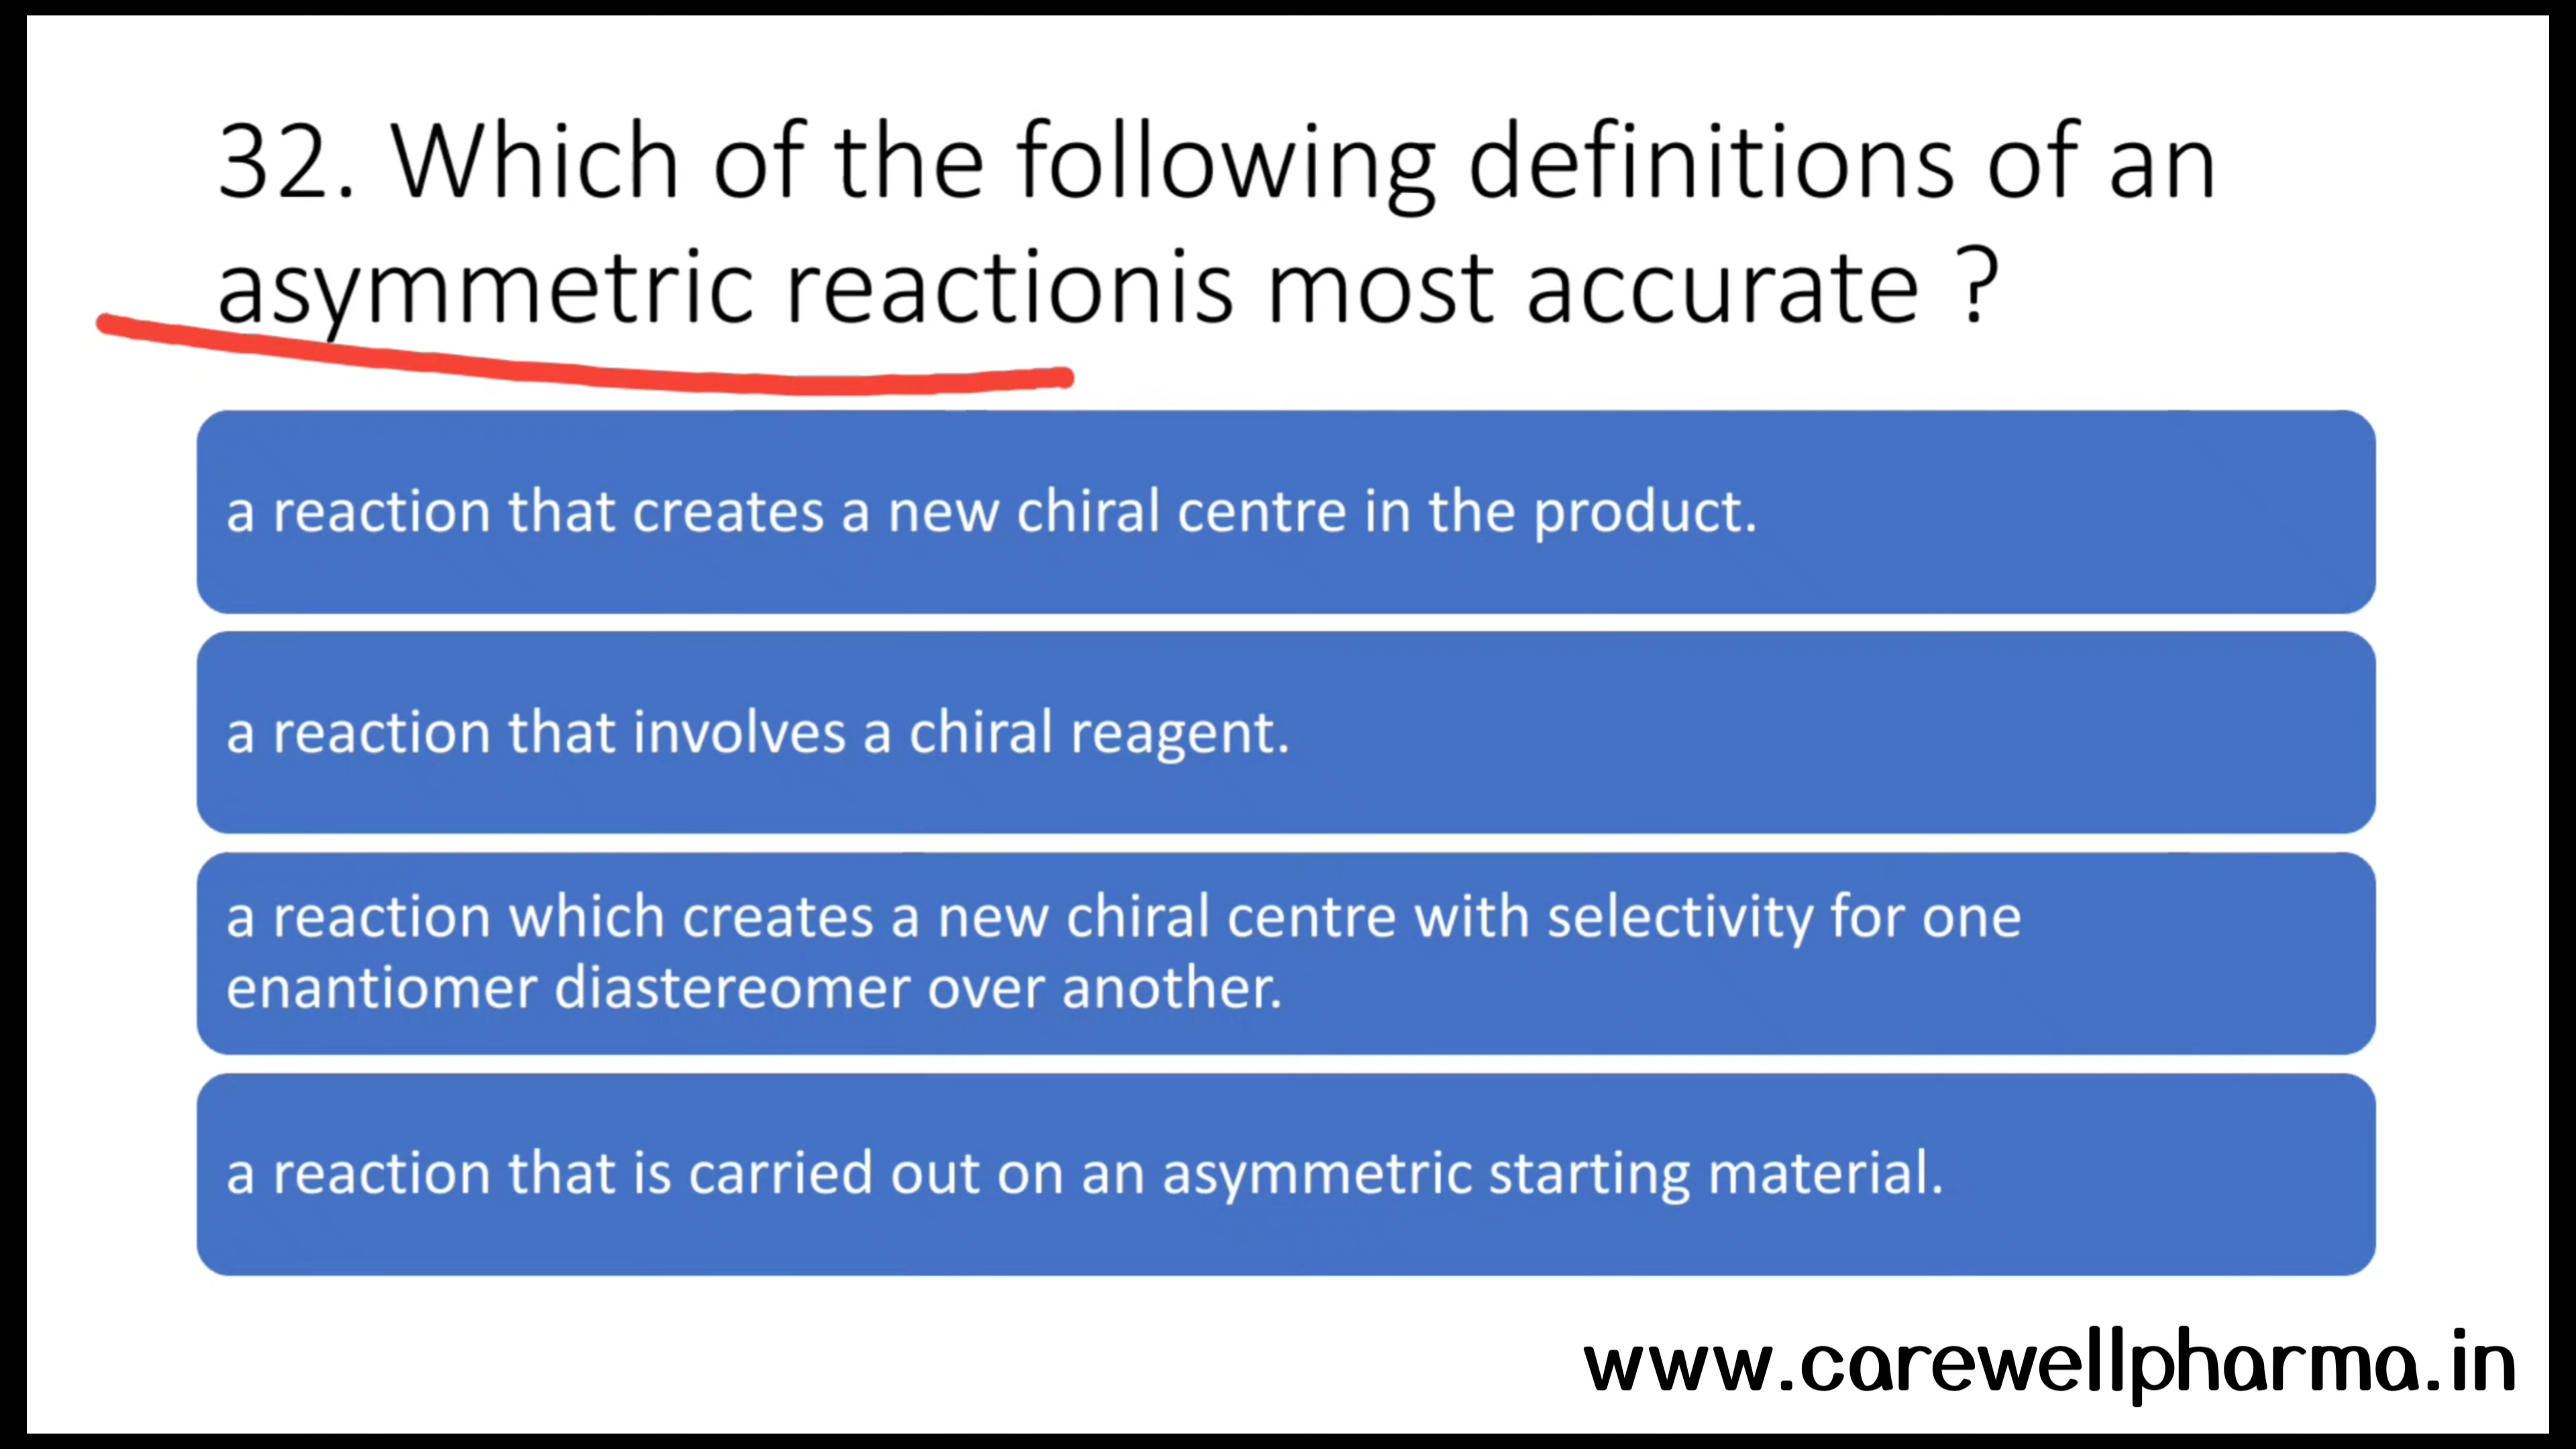 32. Which of the following definitions of an
asymmetric reactionis most accurate ?
a reaction that creates a new chiral centre in the product.
a reaction that involves a chiral reagent.
a reaction which creates a new chiral centre with selectivity for one
enantiomer diastereomer over another.
a reaction that is carried out on an asymmetric starting material.
www.carewellpharma.in